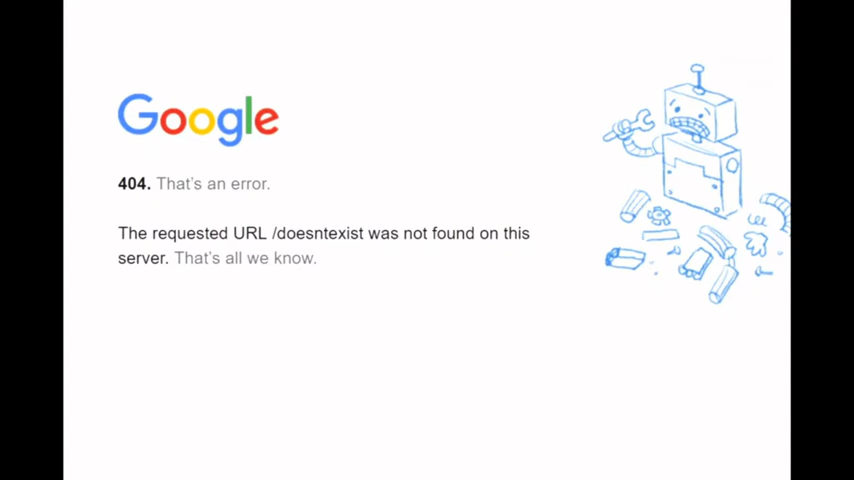 Google
404. That's an error.
The requested URL /doesntexist was not found on this
server. That's all we know.